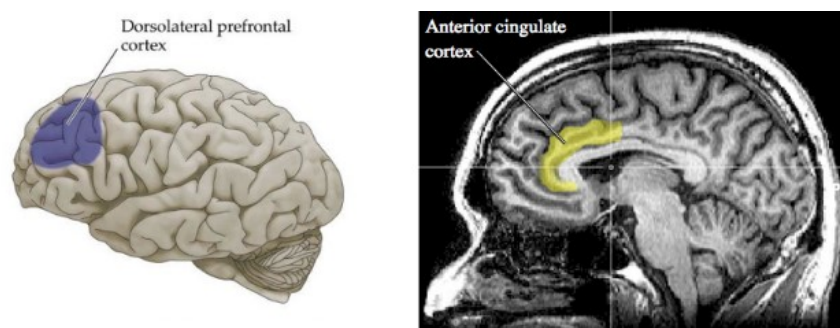 Dorsolateral prefrontal
cortex
Anterior cingulate
cortex